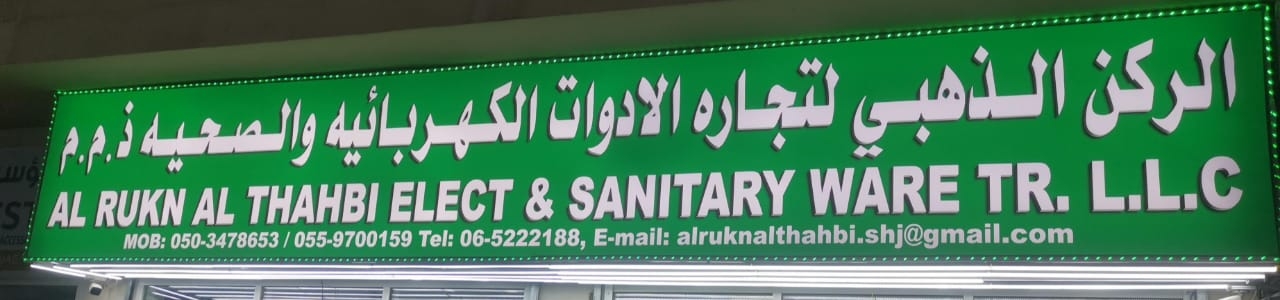 الركن الذهبي لتجاره الادوات الكهربائيه والصحيه ذ.م.م
AL RUKN AL THAHBI ELECT & SANITARY WARE TR. L.L.C
MOB: 050-3478653 / 055-9700159 Tel: 06-5222188, E-mail: alruknalthahbi.shj@gmail.com